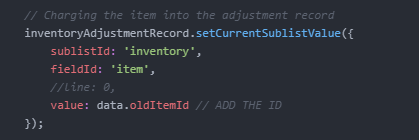 // Charging the item into the adjustment record
inventoryAdjustmentRecord.setCurrentSublistValue({
sublistId: 'inventory',
fieldId: 'item',
//line: 0,
value: data.oldItemId // ADD THE ID
});